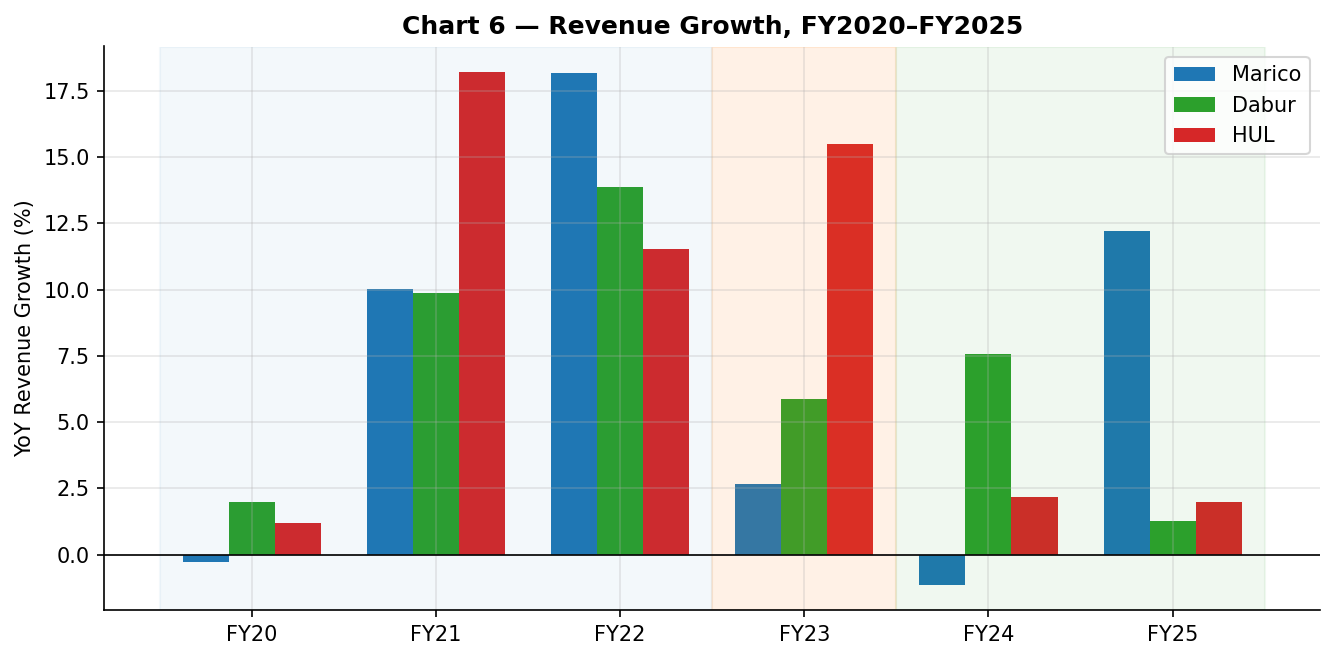 Chart 6 — Revenue Growth, FY2020–FY2025
Marico
Dabur
HUL
YoY Revenue Growth (%)
17.5
15.0
12.5
10.0
7.5
5.0
2.5
0.0
FY20
FY21
FY22
FY23
FY24
FY25